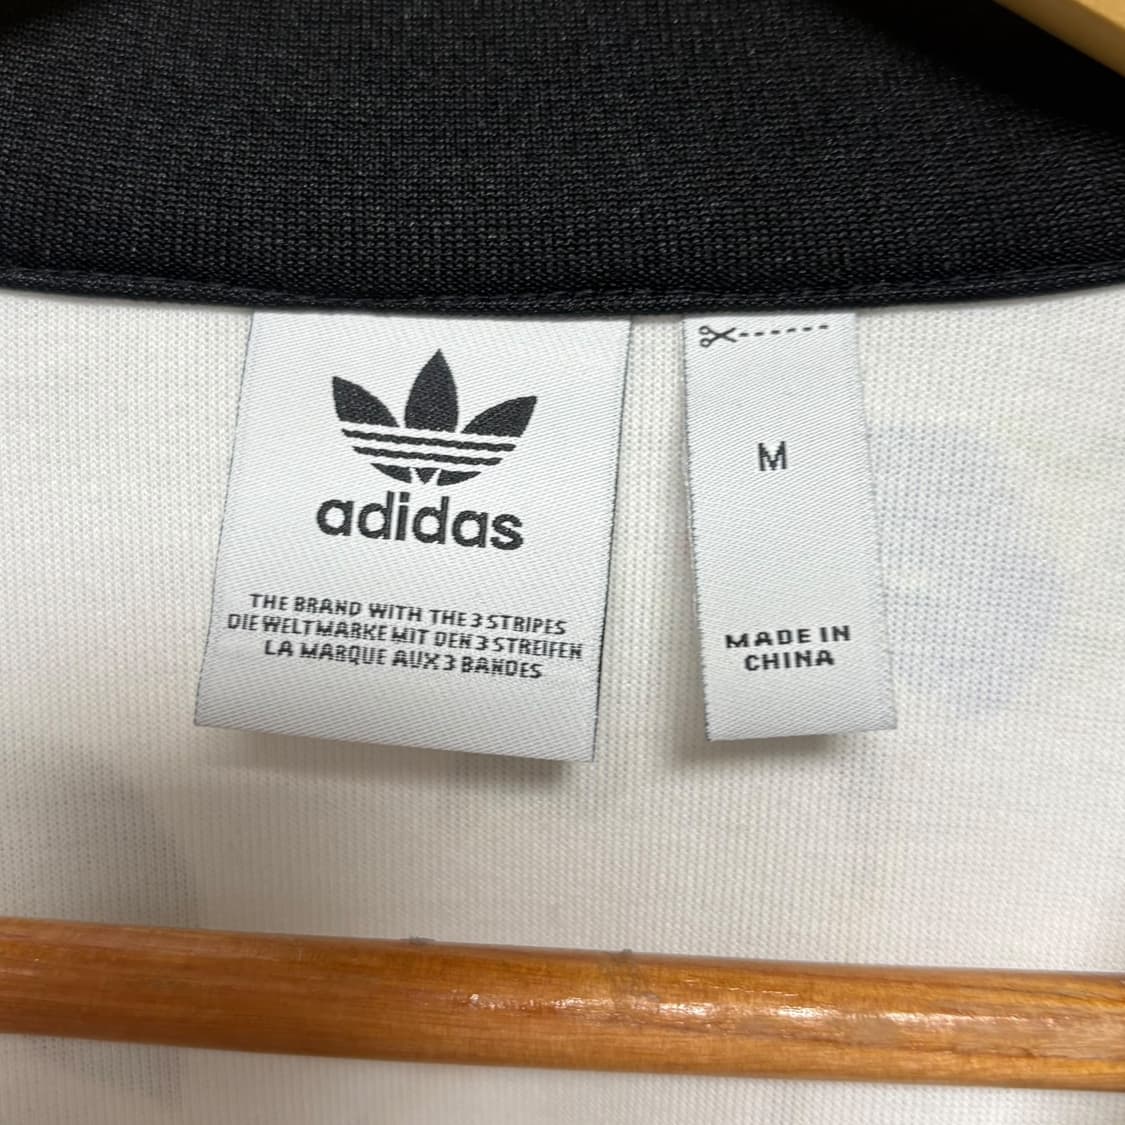 adidas
THE BRAND WITH THE 3 STRIPES
DIE WELTMARKE MIT DEN 3 STREIFEN
LA MARQUE AUX 3 BANDES
M
MADE IN
CHINA